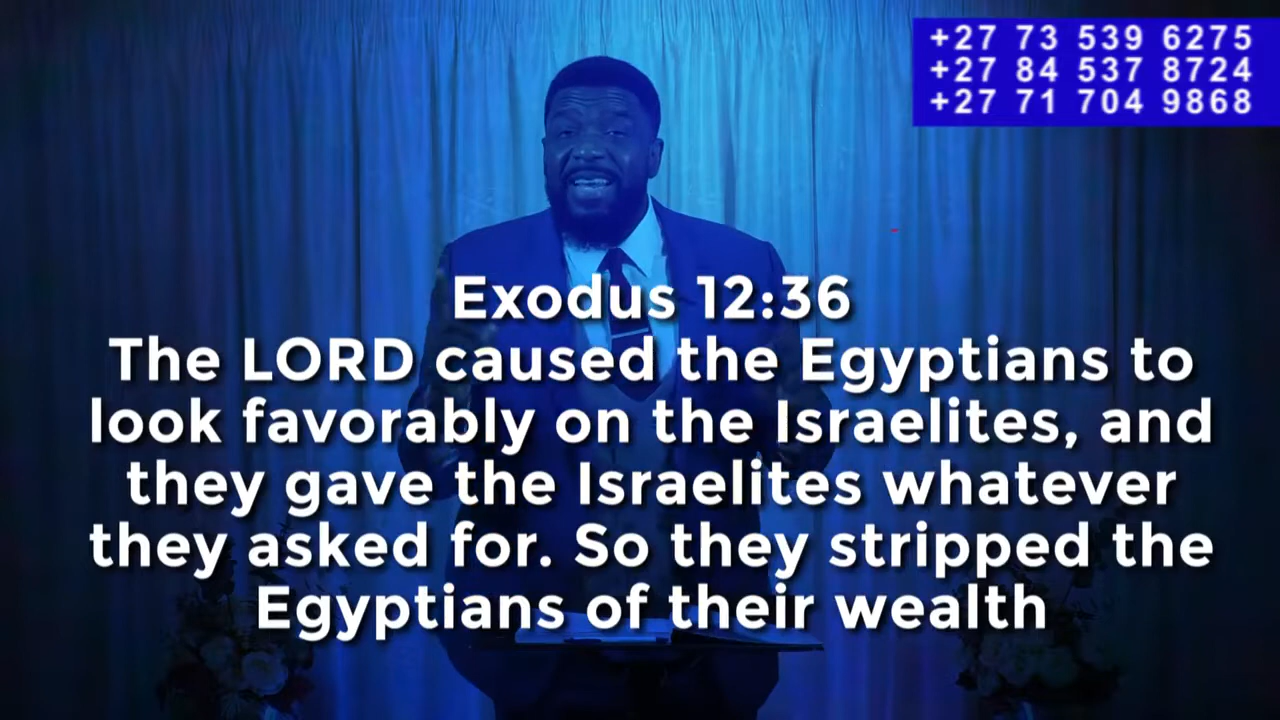 +27 73 539 6275
+27 84 537 8724
+27 71 704 9868
Exodus 12:36
The LORD caused the Egyptians to
look favorably on the Israelites, and
they gave the Israelites whatever
they asked for. So they stripped the
Egyptians of their wealth